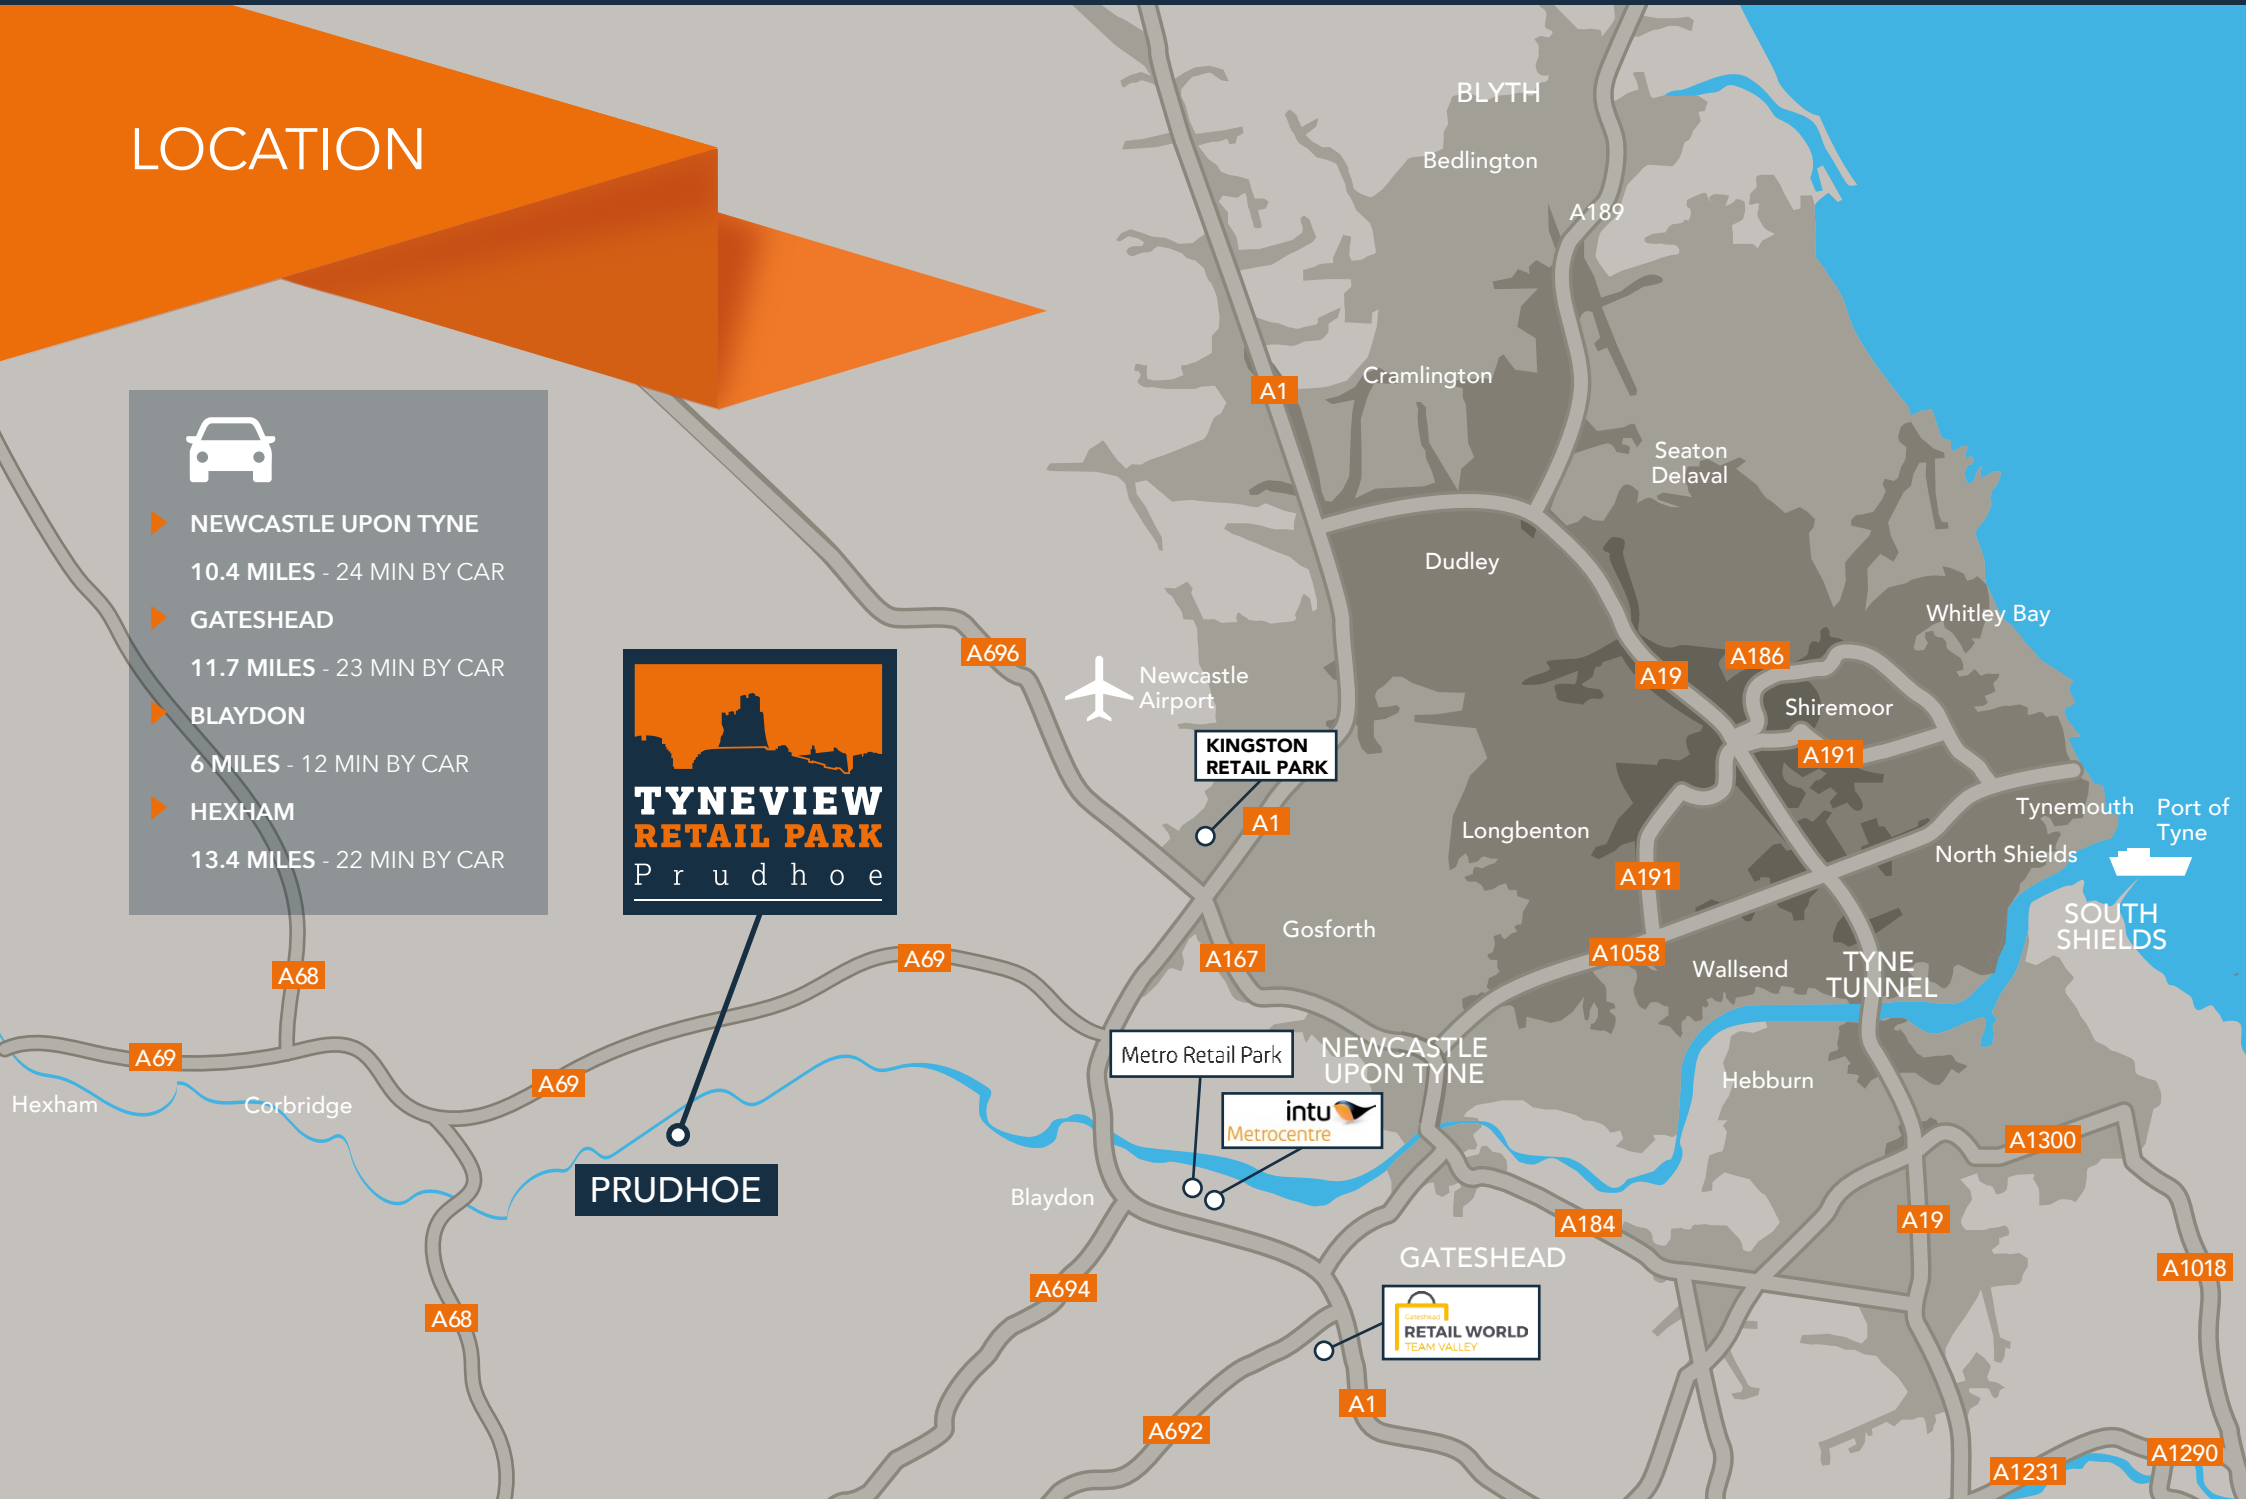 LOCATION
NEWCASTLE UPON TYNE
10.4 MILES - 24 MIN BY CAR
GATESHEAD
11.7 MILES - 23 MIN BY CAR
BLAYDON
6 MILES - 12 MIN BY CAR
HEXHAM
13.4 MILES - 22 MIN BY CAR
TYNEVIEW
RETAIL PARK
Prudhoe
PRUDHOE
BLYTH
Bedlington
A189
Cramlington
A1
Seaton
Delaval
Dudley
Whitley Bay
A696
A186
A19
Newcastle
Airport
Shiremoor
KINGSTON
RETAIL PARK
A191
A1
Tynemouth
Port of
Tyne
Longbenton
North Shields
A191
SOUTH
SHIELDS
Gosforth
A1058
A69
A167
Wallsend
TYNE
TUNNEL
A68
Metro Retail Park
NEWCASTLE
UPON TYNE
A69
A69
Hebburn
Hexham
Corbridge
intu
Metrocentre
A1300
Blaydon
A184
A19
GATESHEAD
A1018
A694
A68
Gateshead
RETAIL WORLD
TEAM VALLEY
A1
A692
A1290
A1231